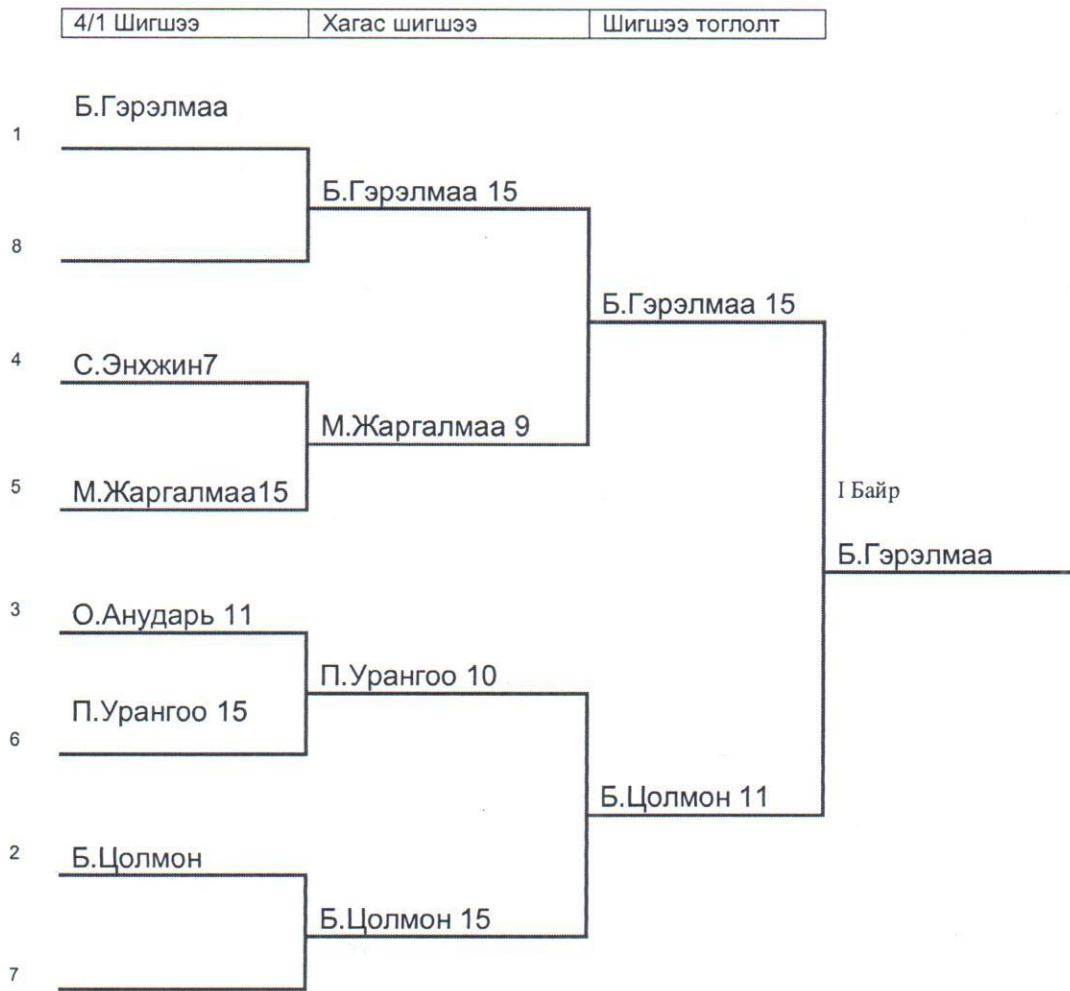 4/1 Шигшээ Хагас шигшээ Шигшээ тоглолт
Б.Гэрэлмаа
1
Б.Гэрэлмаа 15
8
Б.Гэрэлмаа 15
4 С.Энхжин7
М.Жаргалмаа 9
5 М.Жаргалмаа15
I Байр
Б.Гэрэлмаа
3 О.Анударь 11
П.Урангоо 10
П.Урангоо 15
6
Б.Цолмон 11
2 Б.Цолмон
Б.Цолмон 15
7